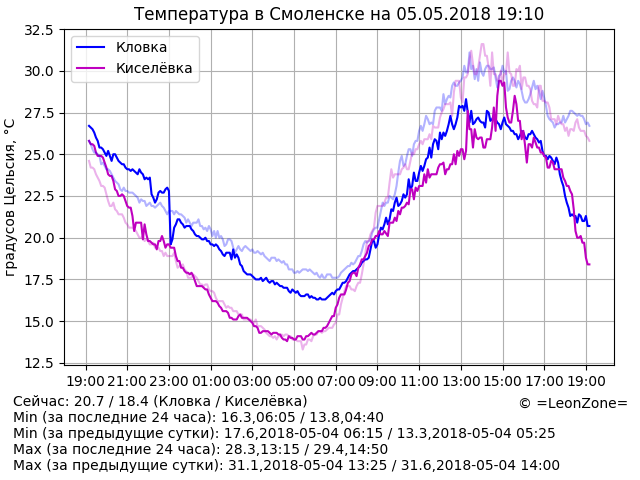 Температура в Смоленске на 05.05.2018 19:10
градусов Цельсия, °C
32.5
30.0
27.5
25.0
22.5
20.0
17.5
15.0
12.5
Кловка
Киселёвка
19:00 21:00 23:00 01:00 03:00 05:00 07:00 09:00 11:00 13:00 15:00 17:00 19:00
Сейчас: 20.7 / 18.4 (Кловка / Киселёвка)
© =LeonZone=
Min (за последние 24 часа): 16.3,06:05 / 13.8,04:40
Min (за предыдущие сутки): 17.6,2018-05-04 06:15 / 13.3,2018-05-04 05:25
Max (за последние 24 часа): 28.3,13:15 / 29.4,14:50
Max (за предыдущие сутки): 31.1,2018-05-04 13:25 / 31.6,2018-05-04 14:00